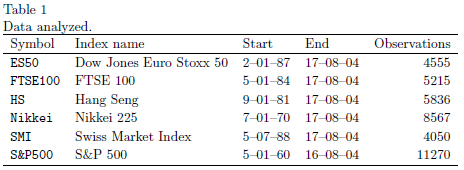 Table 1
Data analyzed.
Symbol Index name Start End Observations
ES50 Dow Jones Euro Stoxx 50 2–01–87 17–08–04 4555
FTSE100 FTSE 100 5–01–84 17–08–04 5215
HS Hang Seng 9–01–81 17–08–04 5836
Nikkei Nikkei 225 7–01–70 17–08–04 8567
SMI Swiss Market Index 5–07–88 17–08–04 4050
S&P500 S&P 500 5–01–60 16–08–04 11270